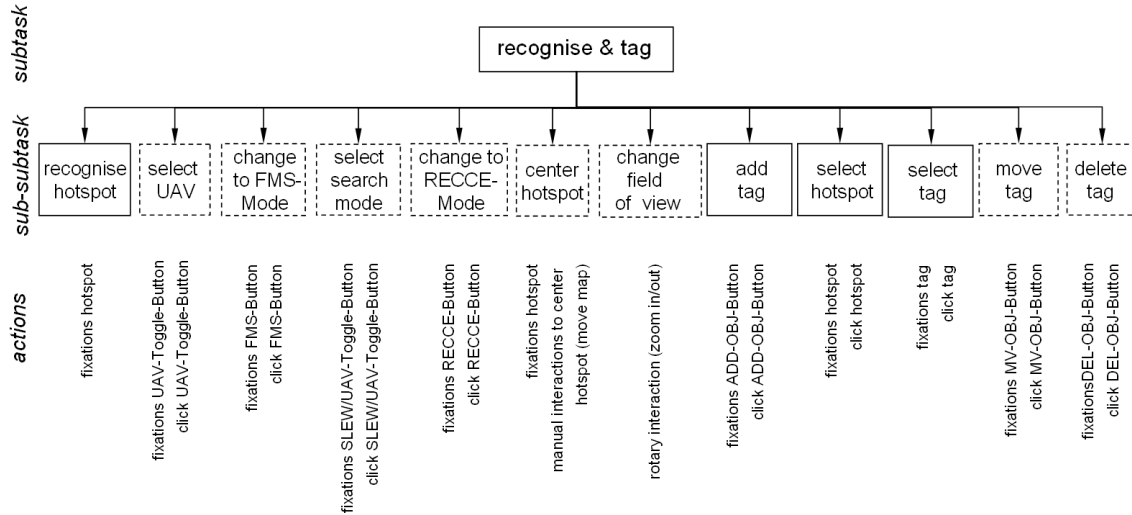 subtask
recognise & tag
sub-subtask
recognise
hotspot
select
UAV
change
to FMS-
Mode
select
search
mode
change to
RECCE-
Mode
center
hotspot
change
field
of view
add
tag
select
hotspot
select
tag
move
tag
delete
tag
actions
fixations hotspot
fixations UAV-Toggle-Button
click UAV-Toggle-Button
fixations FMS-Button
click FMS-Button
fixations SLEW/UAV-Toggle-Button
click SLEW/UAV-Toggle-Button
fixations RECCE-Button
click RECCE-Button
fixations hotspot
manual interactions to center
hotspot (move map)
rotary interaction (zoom in/out)
fixations ADD-OBJ-Button
click ADD-OBJ-Button
fixations hotspot
click hotspot
fixations tag
click tag
fixations MV-OBJ-Button
click MV-OBJ-Button
fixationsDEL-OBJ-Button
click DEL-OBJ-Button